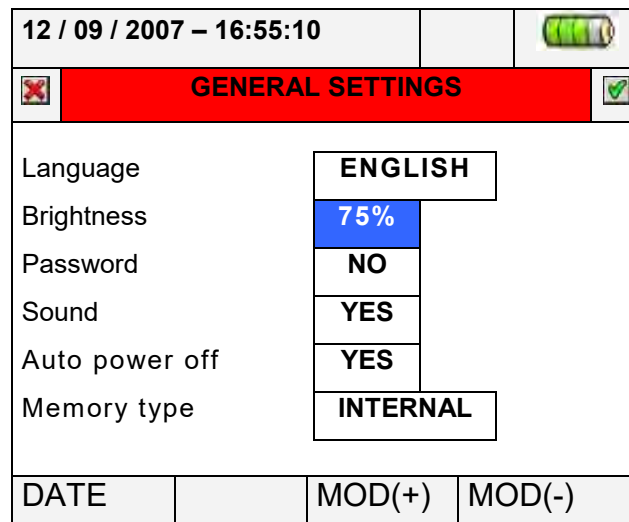 12 / 09 / 2007 – 16:55:10
GENERAL SETTINGS
Language ENGLISH
Brightness 75%
Password NO
Sound YES
Auto power off YES
Memory type INTERNAL
DATE MOD(+) MOD(-)